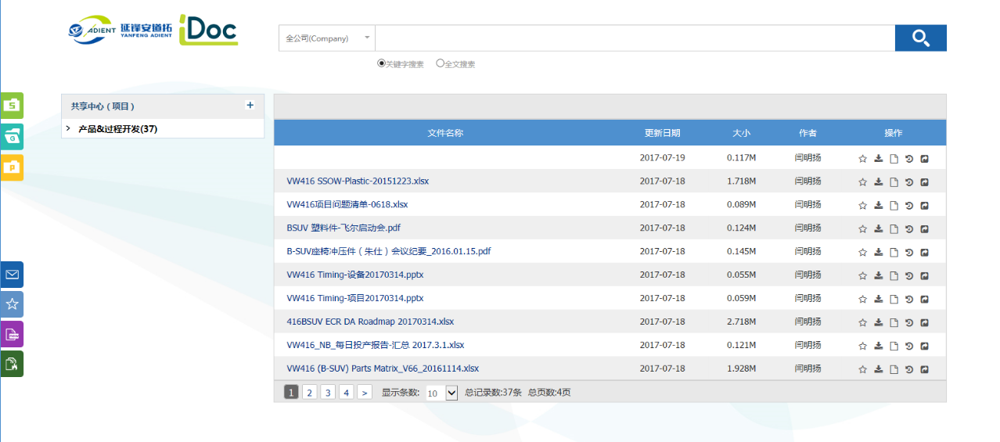 ADIENT 延锋安道拓 YANFENG ADIENT iDoc
全公司(Company)
关键字搜索 全文搜索
S
G
P
共享中心（项目） +
产品&过程开发(37)
文件名称 更新日期 大小 作者 操作
2017-07-19 0.117M 闫明扬
VW416 SSOW-Plastic-20151223.xlsx 2017-07-18 1.718M 闫明扬
VW416项目问题清单-0618.xlsx 2017-07-18 0.089M 闫明扬
BSUV 塑料件-飞尔启动会.pdf 2017-07-18 0.124M 闫明扬
B-SUV座椅冲压件（朱仕）会议纪要_2016.01.15.pdf 2017-07-18 0.145M 闫明扬
VW416 Timing-设备20170314.pptx 2017-07-18 0.055M 闫明扬
VW416 Timing-项目20170314.pptx 2017-07-18 0.059M 闫明扬
416BSUV ECR DA Roadmap 20170314.xlsx 2017-07-18 2.718M 闫明扬
VW416_NB_每日投产报告-汇总 2017.3.1.xlsx 2017-07-18 0.121M 闫明扬
VW416 (B-SUV) Parts Matrix_V66_20161114.xlsx 2017-07-18 1.928M 闫明扬
1 2 3 4 > 显示条数: 10 总记录数:37条 总页数:4页